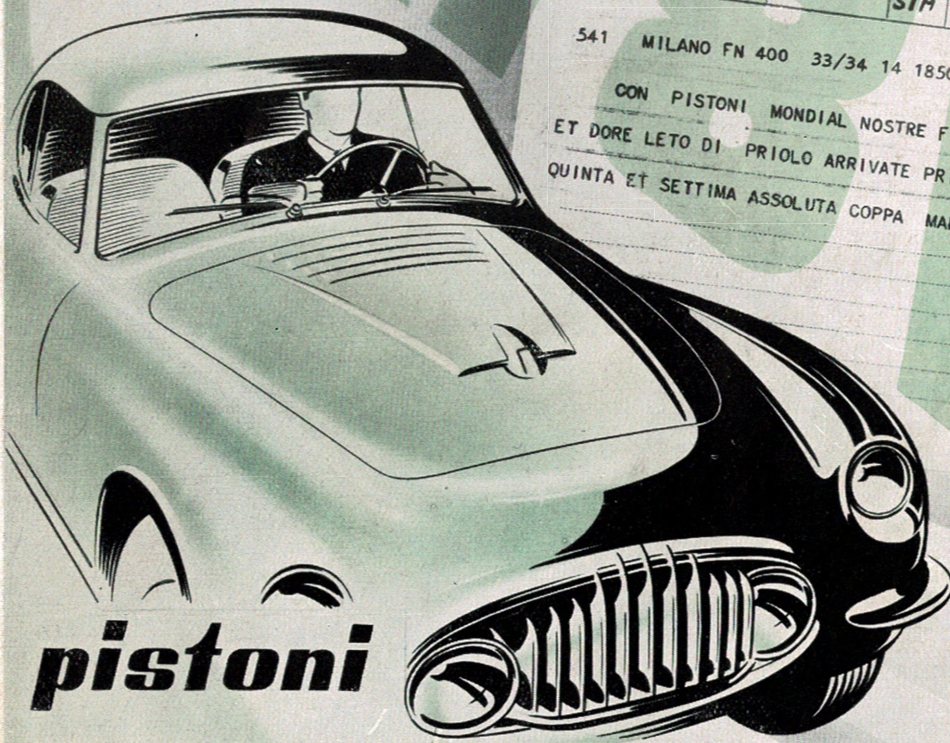 STA
541 MILANO FN 400 33/34 14 1850
CON PISTONI MONDIAL NOSTRE F
ET DORE LETO DI PRIOLO ARRIVATE PR
QUINTA ET SETTIMA ASSOLUTA COPPA
pistoni